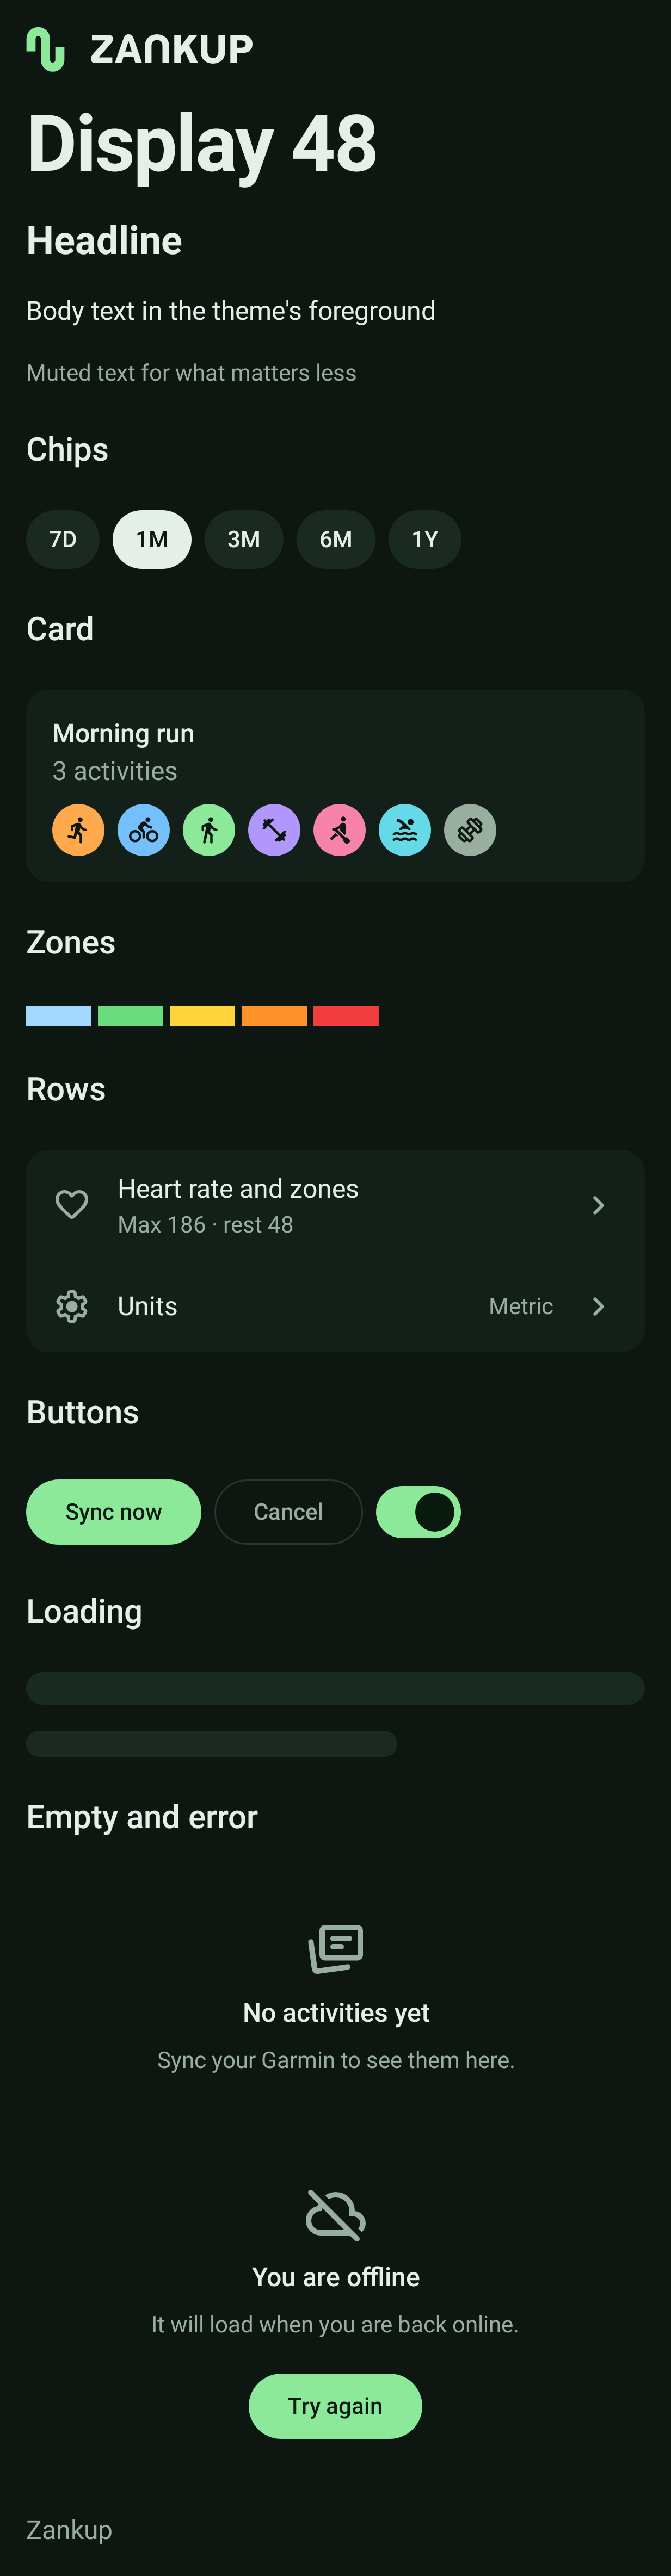 ZANKUP
Display 48
Headline
Body text in the theme's foreground
Muted text for what matters less
Chips
7D 1M 3M 6M 1Y
Card
Morning run
3 activities
Zones
Rows
Heart rate and zones
Max 186 · rest 48
Units Metric
Buttons
Sync now Cancel
Loading
Empty and error
No activities yet
Sync your Garmin to see them here.
You are offline
It will load when you are back online.
Try again
Zankup